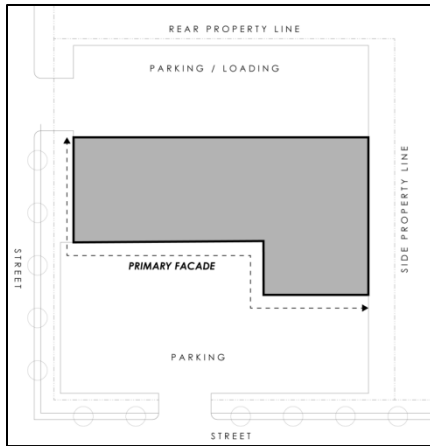 REAR PROPERTY LINE
PARKING / LOADING
SIDE PROPERTY LINE
STREET
PRIMARY FACADE
PARKING
STREET